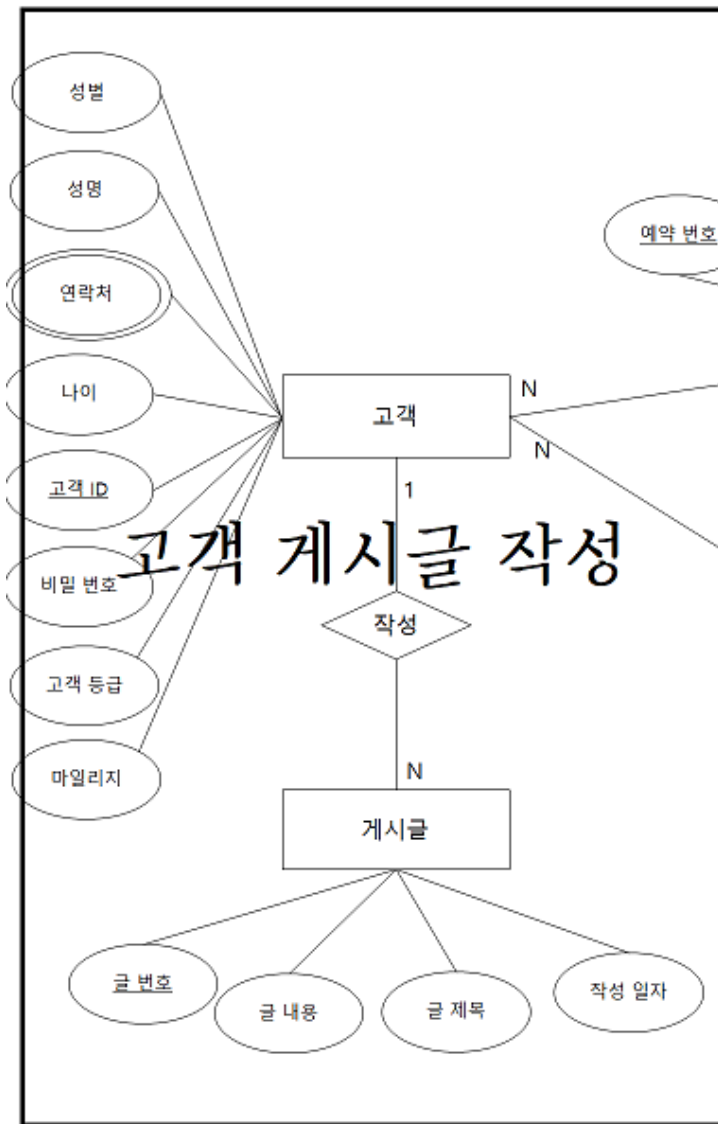 성별
성명
예약 번호
연락처
나이
고객
N
N
고객 ID
1
고객 게시글 작성
비밀 번호
작성
고객 등급
마일리지
N
게시글
글 번호
글 내용
글 제목
작성 일자